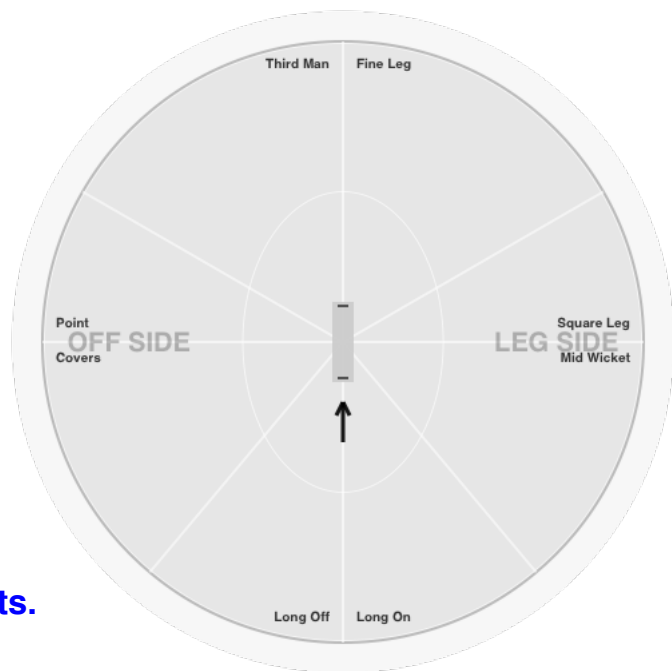 Third Man Fine Leg
Point
Square Leg
OFF SIDE LEG SIDE
Covers
Mid Wicket
ts.
Long Off Long On